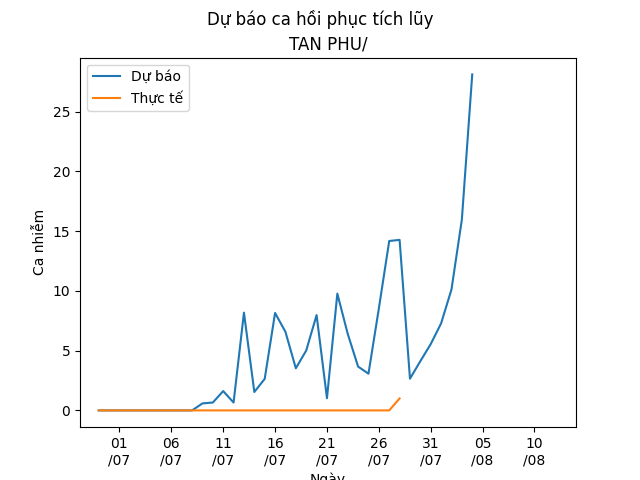 Dự báo ca hồi phục tích lũy
TAN PHU/
Dự báo
Thực tế
Ca nhiễm
25
20
15
10
5
0
01 06 11 16 21 26 31 05 10
/07 /07 /07 /07 /07 /07 /07 /08 /08
Ngày